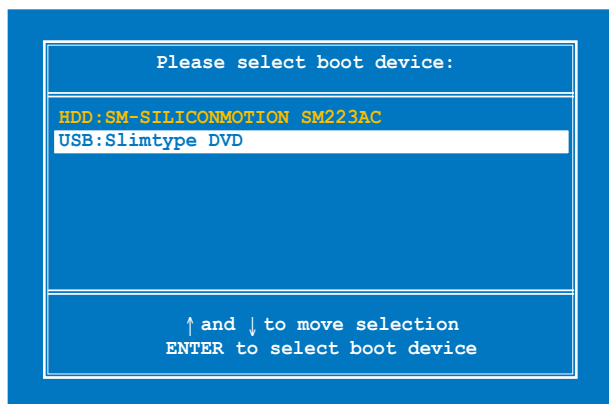 Please select boot device:
HDD:SM-SILICONMOTION SM223AC
USB:Slimtype DVD
↑ and ↓ to move selection
ENTER to select boot device